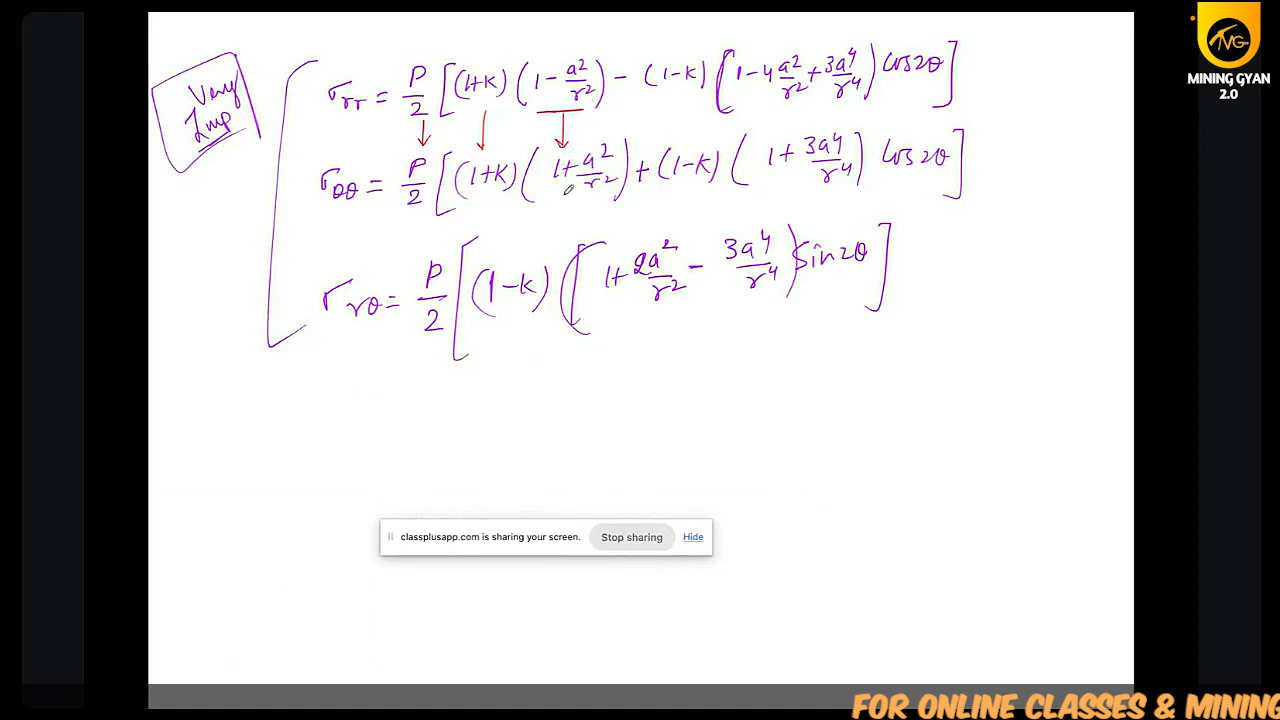 Very
Imp
σrr = P/2 [(1+K) (1 - a²/r²) - (1-K) (1 - 4a²/r² + 3a⁴/r⁴) Cos2θ]
σθθ = P/2 [(1+K) (1 + a²/r²) + (1-K) (1 + 3a⁴/r⁴) Cos2θ]
σrθ = P/2 [(1-K) (1 + 2a²/r² - 3a⁴/r⁴) Sin2θ]
MINING GYAN
2.0
classplusapp.com is sharing your screen. Stop sharing Hide
FOR ONLINE CLASSES & MINING